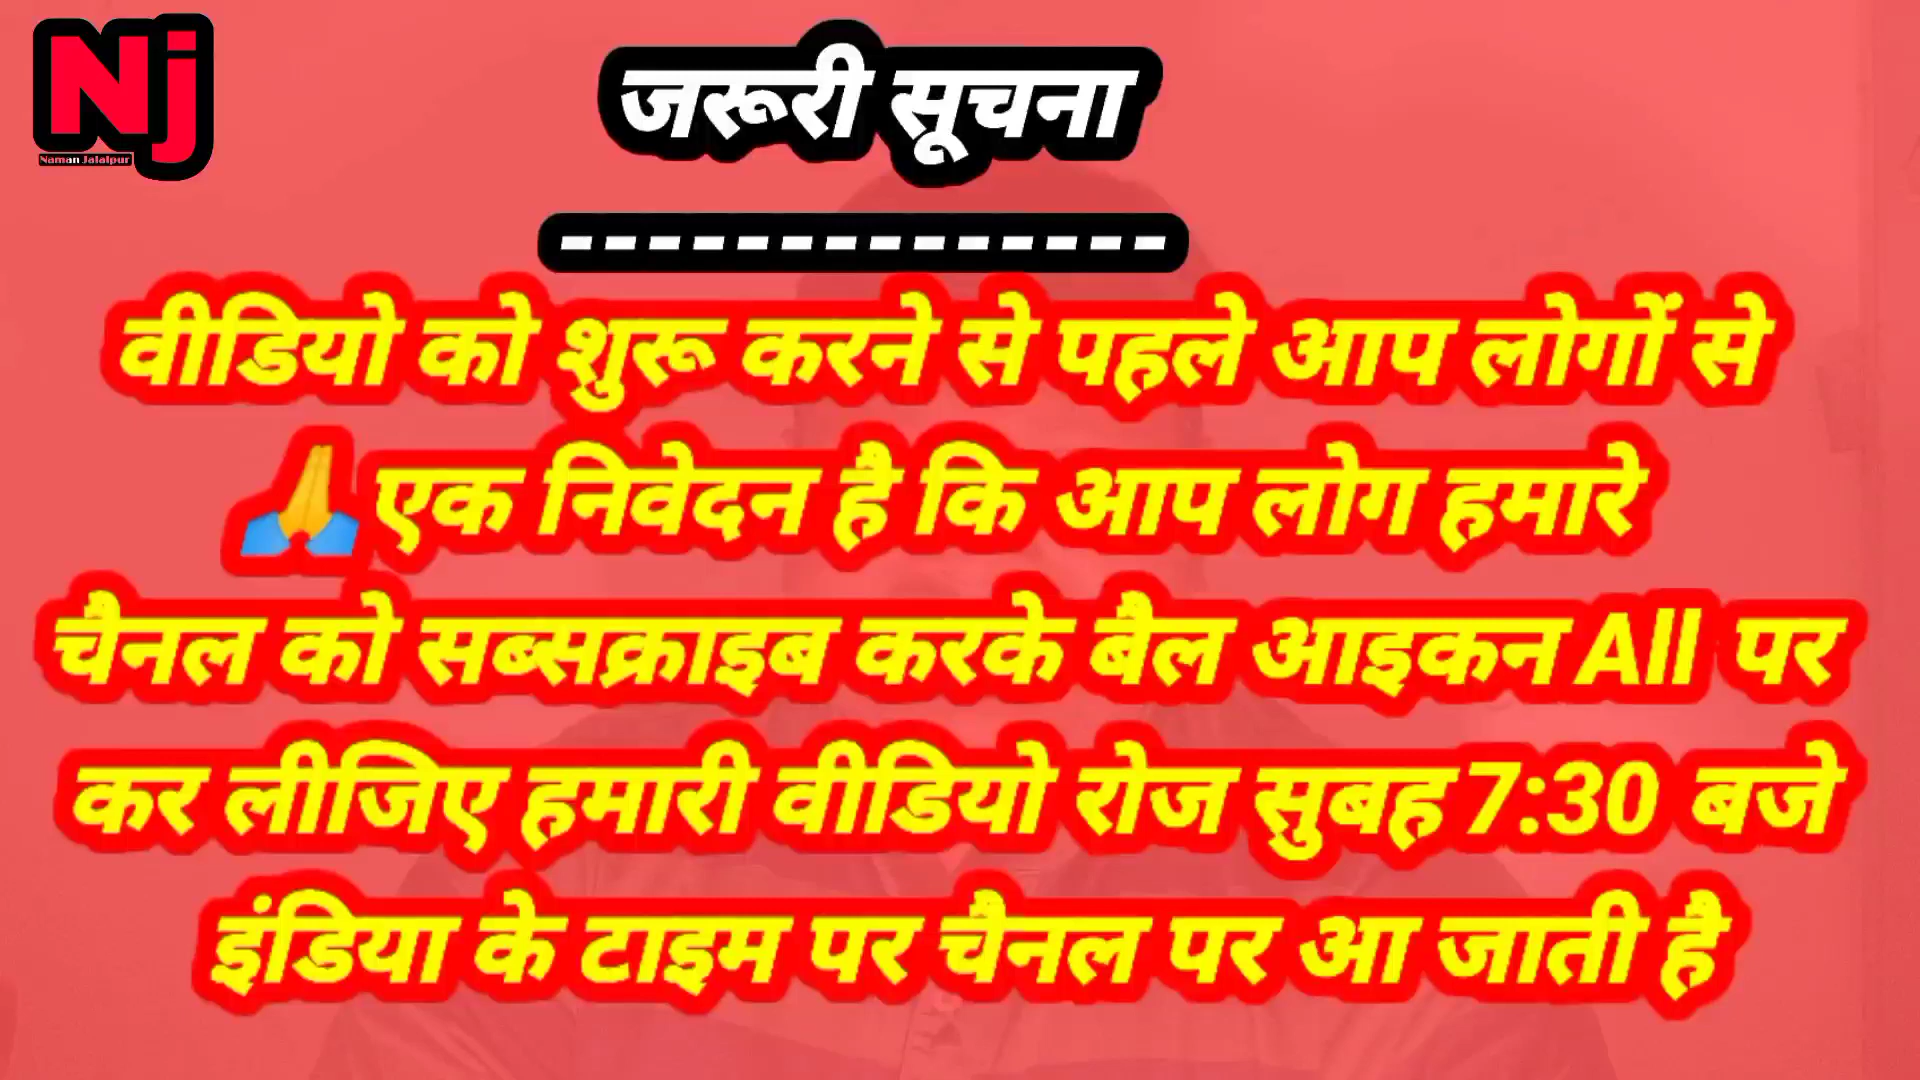 Nj
Naman Jalalpur
जरूरी सूचना
--------------
वीडियो को शुरू करने से पहले आप लोगों से
🙏एक निवेदन है कि आप लोग हमारे
चैनल को सब्सक्राइब करके बैल आइकन All पर
कर लीजिए हमारी वीडियो रोज सुबह 7:30 बजे
इंडिया के टाइम पर चैनल पर आ जाती है